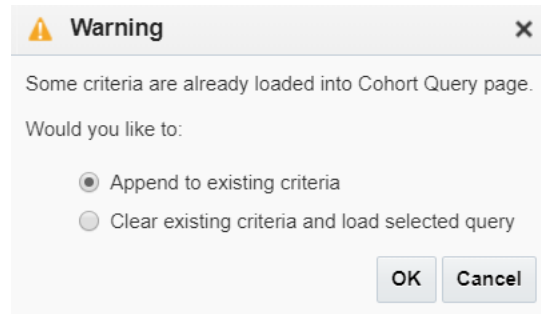 Warning
Some criteria are already loaded into Cohort Query page.
Would you like to:
Append to existing criteria
Clear existing criteria and load selected query
OK Cancel